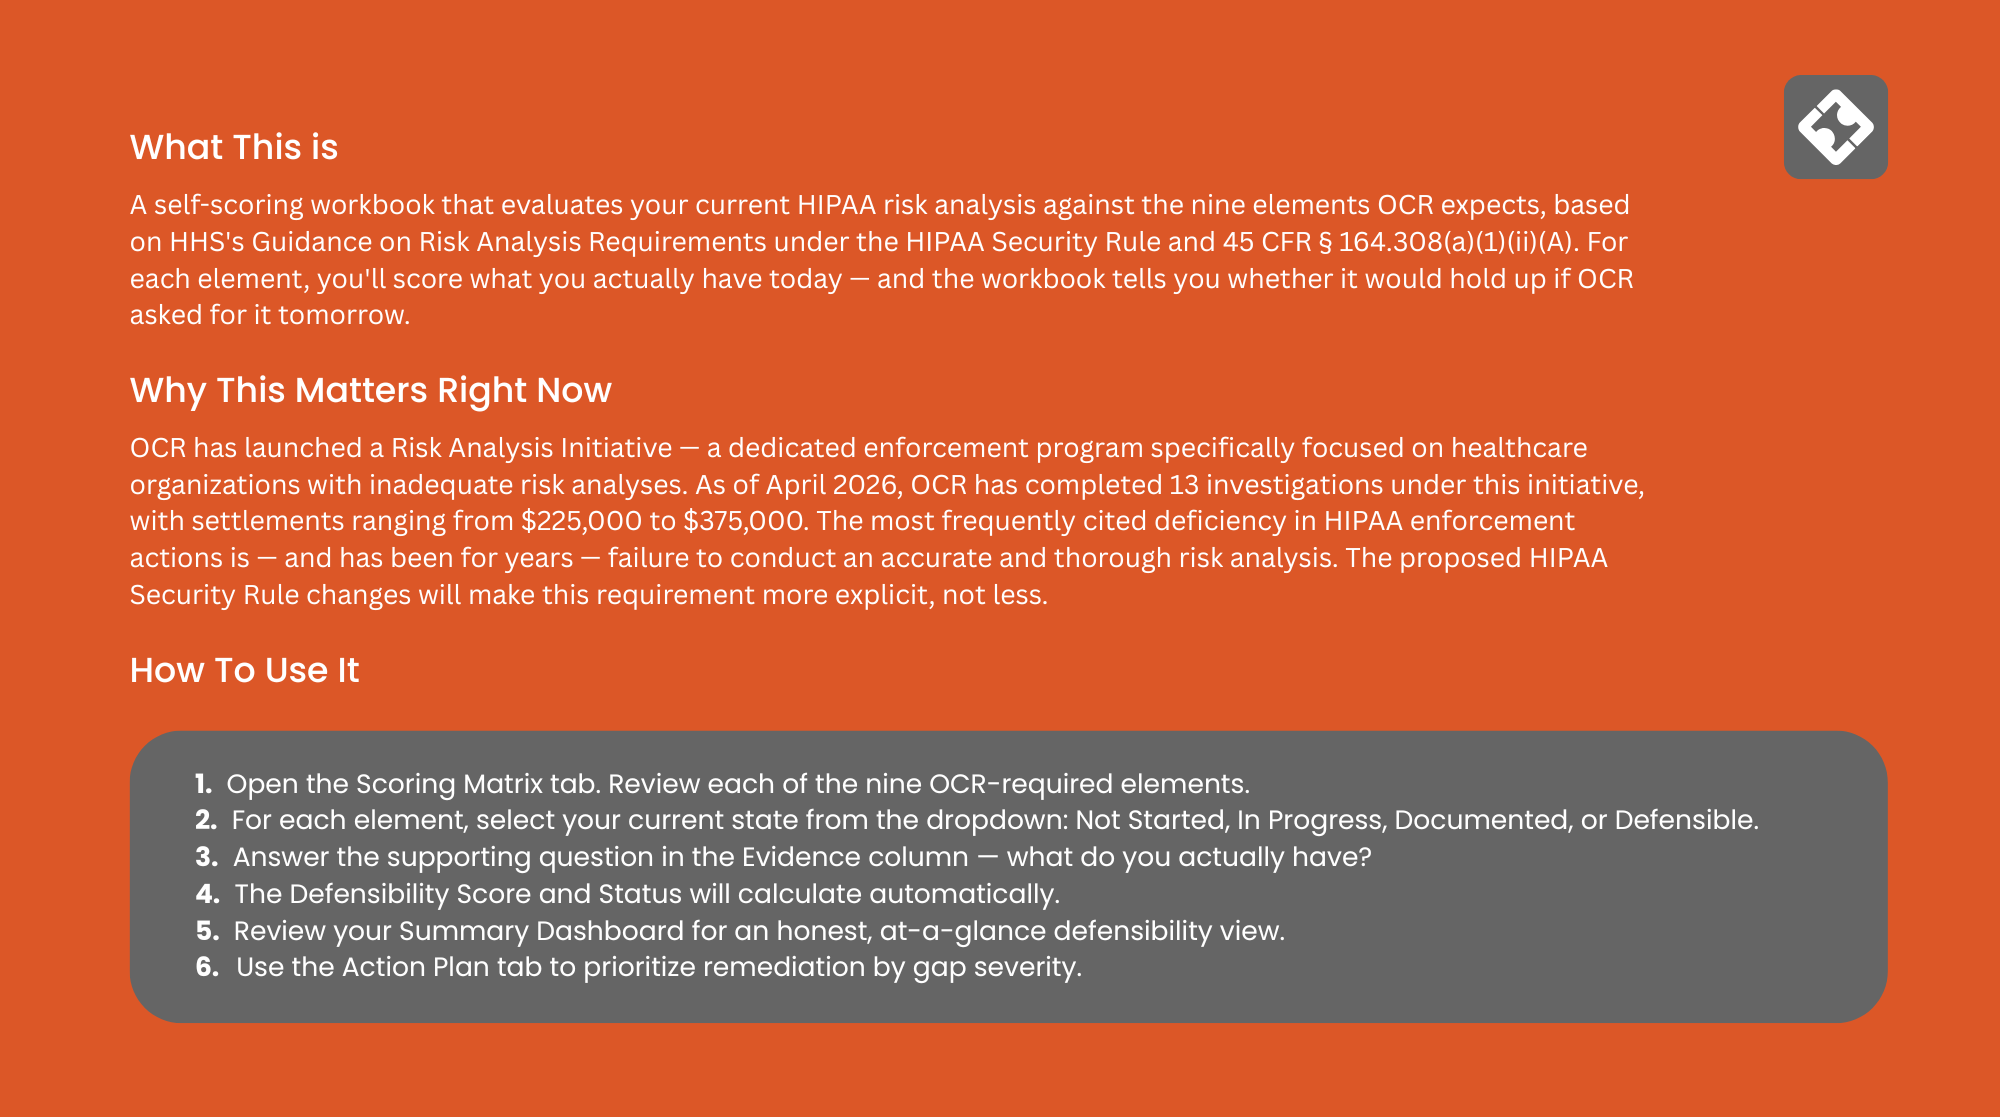 What This is
A self-scoring workbook that evaluates your current HIPAA risk analysis against the nine elements OCR expects, based
on HHS's Guidance on Risk Analysis Requirements under the HIPAA Security Rule and 45 CFR § 164.308(a)(1)(ii)(A). For
each element, you'll score what you actually have today — and the workbook tells you whether it would hold up if OCR
asked for it tomorrow.
Why This Matters Right Now
OCR has launched a Risk Analysis Initiative — a dedicated enforcement program specifically focused on healthcare
organizations with inadequate risk analyses. As of April 2026, OCR has completed 13 investigations under this initiative,
with settlements ranging from $225,000 to $375,000. The most frequently cited deficiency in HIPAA enforcement
actions is — and has been for years — failure to conduct an accurate and thorough risk analysis. The proposed HIPAA
Security Rule changes will make this requirement more explicit, not less.
How To Use It
1. Open the Scoring Matrix tab. Review each of the nine OCR-required elements.
2. For each element, select your current state from the dropdown: Not Started, In Progress, Documented, or Defensible.
3. Answer the supporting question in the Evidence column — what do you actually have?
4. The Defensibility Score and Status will calculate automatically.
5. Review your Summary Dashboard for an honest, at-a-glance defensibility view.
6. Use the Action Plan tab to prioritize remediation by gap severity.